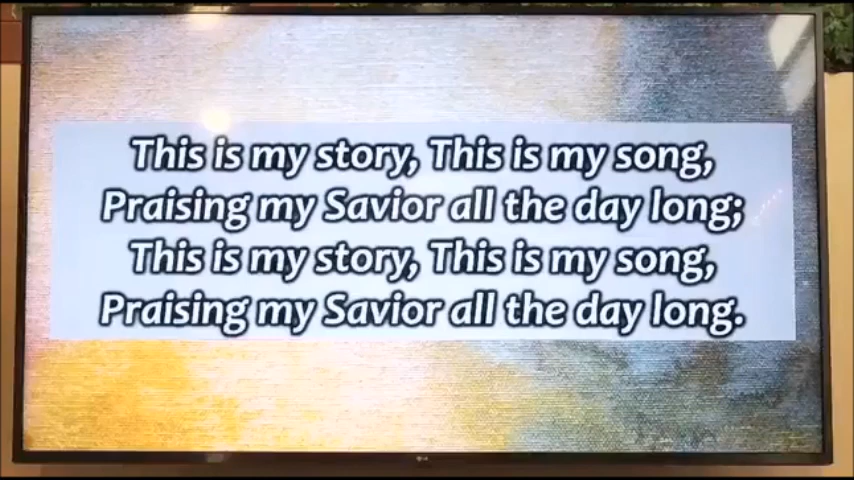 This is my story, This is my song,
Praising my Savior all the day long;
This is my story, This is my song,
Praising my Savior all the day long.